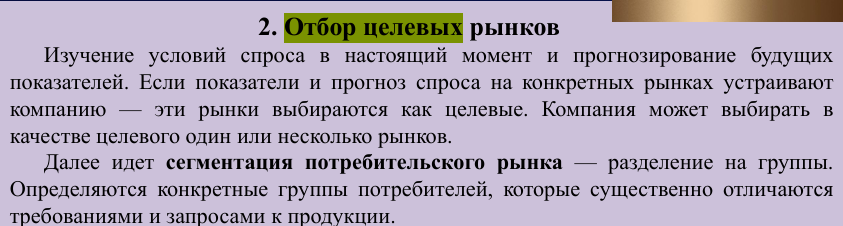 2. Отбор целевых рынков
Изучение условий спроса в настоящий момент и прогнозирование будущих
показателей. Если показатели и прогноз спроса на конкретных рынках устраивают
компанию — эти рынки выбираются как целевые. Компания может выбирать в
качестве целевого один или несколько рынков.
Далее идет сегментация потребительского рынка — разделение на группы.
Определяются конкретные группы потребителей, которые существенно отличаются
требованиями и запросами к продукции.